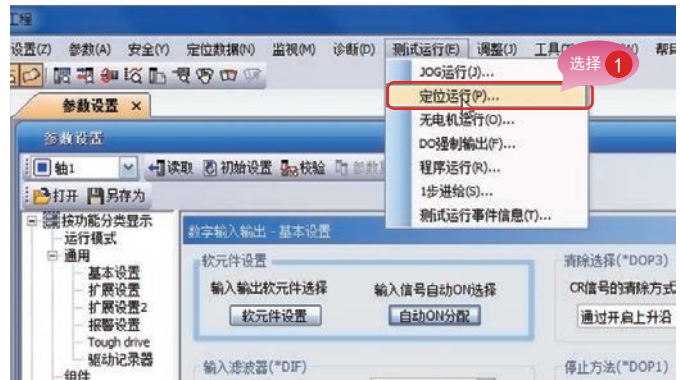 工程
设置(Z) 参数(A) 安全(Y) 定位数据(N) 监视(M) 诊断(D) 测试运行(E) 调整(J) 工具
选择 1
JOG运行(J)...
定位运行(P)...
无电机运行(O)...
DO强制输出(F)...
程序运行(R)...
1步进给(S)...
测试运行事件信息(T)...
参数设置 ×
参数设置
轴1 读取 初始设置 校验
打开 另存为
按功能分类显示
运行模式
通用
基本设置
扩展设置
扩展设置2
报警设置
Tough drive
驱动记录器
组件
数字输入输出 - 基本设置
软元件设置
输入输出软元件选择 输入信号自动ON选择
软元件设置 自动ON分配
输入滤波器(*DIF)
清除选择(*DOP3)
CR信号的清除方式
通过开启上升沿
停止方法(*DOP1)